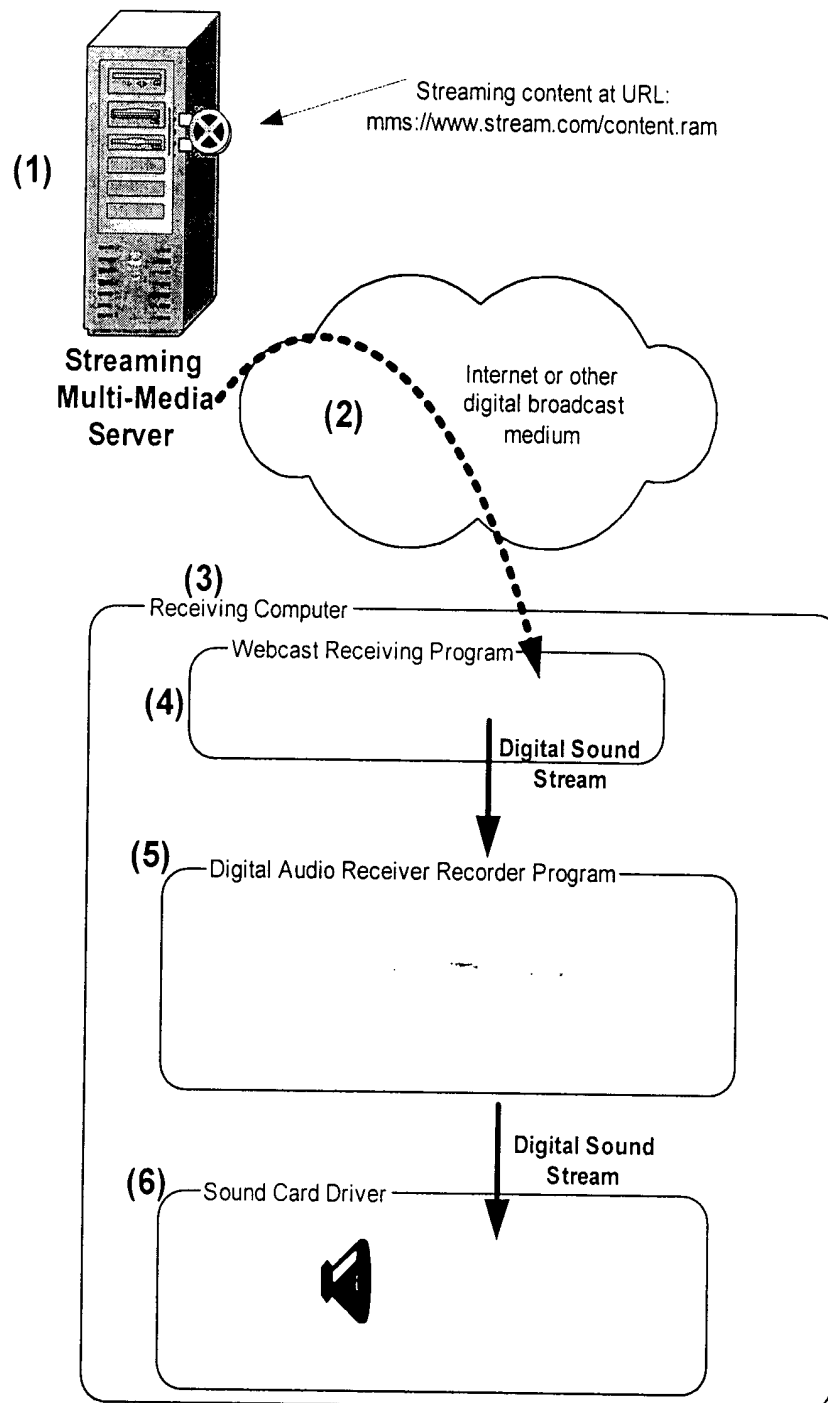 Streaming content at URL:
mms://www.stream.com/content.ram
(1)
Streaming
Multi-Media
Server
(2)
Internet or other
digital broadcast
medium
(3)
Receiving Computer
Webcast Receiving Program
(4)
Digital Sound
Stream
(5)
Digital Audio Receiver Recorder Program
Digital Sound
Stream
(6)
Sound Card Driver